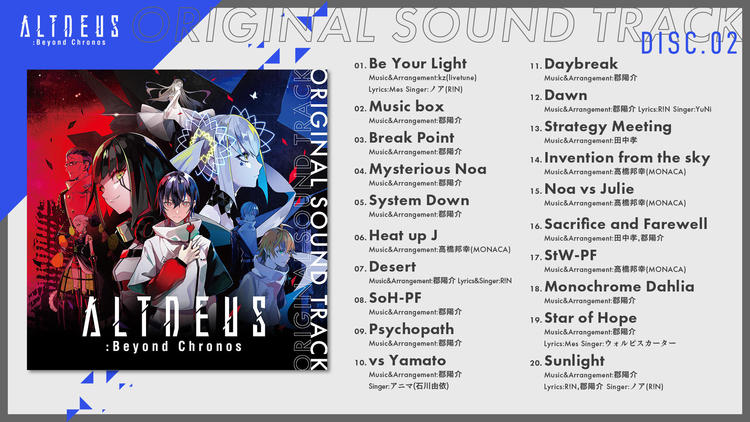 ALTDEUS
:Beyond Chronos
ORIGINAL SOUND TRACK
DISC.02
ORIGINAL SOUND TRACK
ORIGINAL SOUND TRACK
ALTDEUS
:Beyond Chronos
01. Be Your Light
Music&Arrangement:kz(livetune)
Lyrics:Mes Singer:ノア(R!N)
02. Music box
Music&Arrangement:郡陽介
03. Break Point
Music&Arrangement:郡陽介
04. Mysterious Noa
Music&Arrangement:郡陽介
05. System Down
Music&Arrangement:郡陽介
06. Heat up J
Music&Arrangement:高橋邦幸(MONACA)
07. Desert
Music&Arrangement:郡陽介 Lyrics&Singer:R!N
08. SoH-PF
Music&Arrangement:郡陽介
09. Psychopath
Music&Arrangement:郡陽介
10. vs Yamato
Music&Arrangement:郡陽介
Singer:アニマ(石川由依)
11. Daybreak
Music&Arrangement:郡陽介
12. Dawn
Music&Arrangement:郡陽介 Lyrics:R!N Singer:YuNi
13. Strategy Meeting
Music&Arrangement:田中孝
14. Invention from the sky
Music&Arrangement:高橋邦幸(MONACA)
15. Noa vs Julie
Music&Arrangement:高橋邦幸(MONACA)
16. Sacrifice and Farewell
Music&Arrangement:田中孝,郡陽介
17. StW-PF
Music&Arrangement:高橋邦幸(MONACA)
18. Monochrome Dahlia
Music&Arrangement:郡陽介
19. Star of Hope
Music&Arrangement:郡陽介
Lyrics:Mes Singer:ヴォルビスカーター
20. Sunlight
Music&Arrangement:郡陽介
Lyrics:R!N,郡陽介 Singer:ノア(R!N)